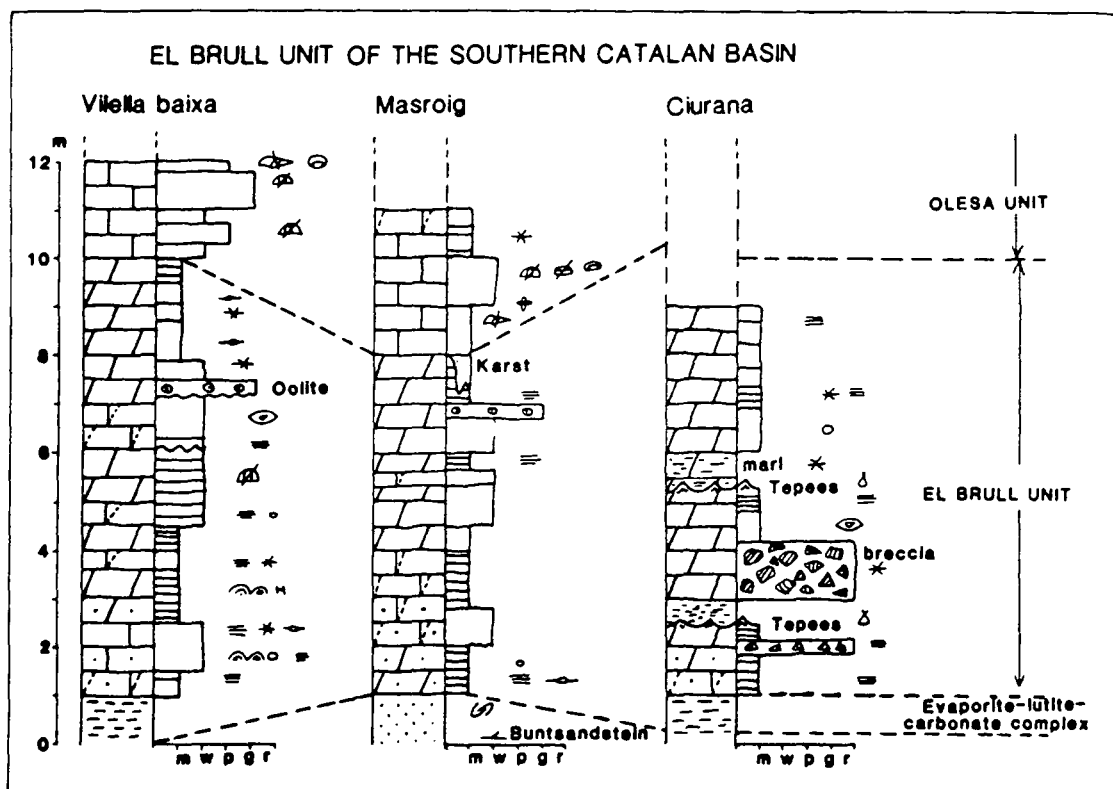 EL BRULL UNIT OF THE SOUTHERN CATALAN BASIN
Vilella baixa
Masroig
Ciurana
m
12
10
8
6
4
2
0
OLESA UNIT
Karst
Oolite
marl
Tepees
EL BRULL UNIT
breccia
Tepees
Evaporite-lutite-
carbonate complex
Buntsandstein
m w p g r
m w p g r
m w p g r